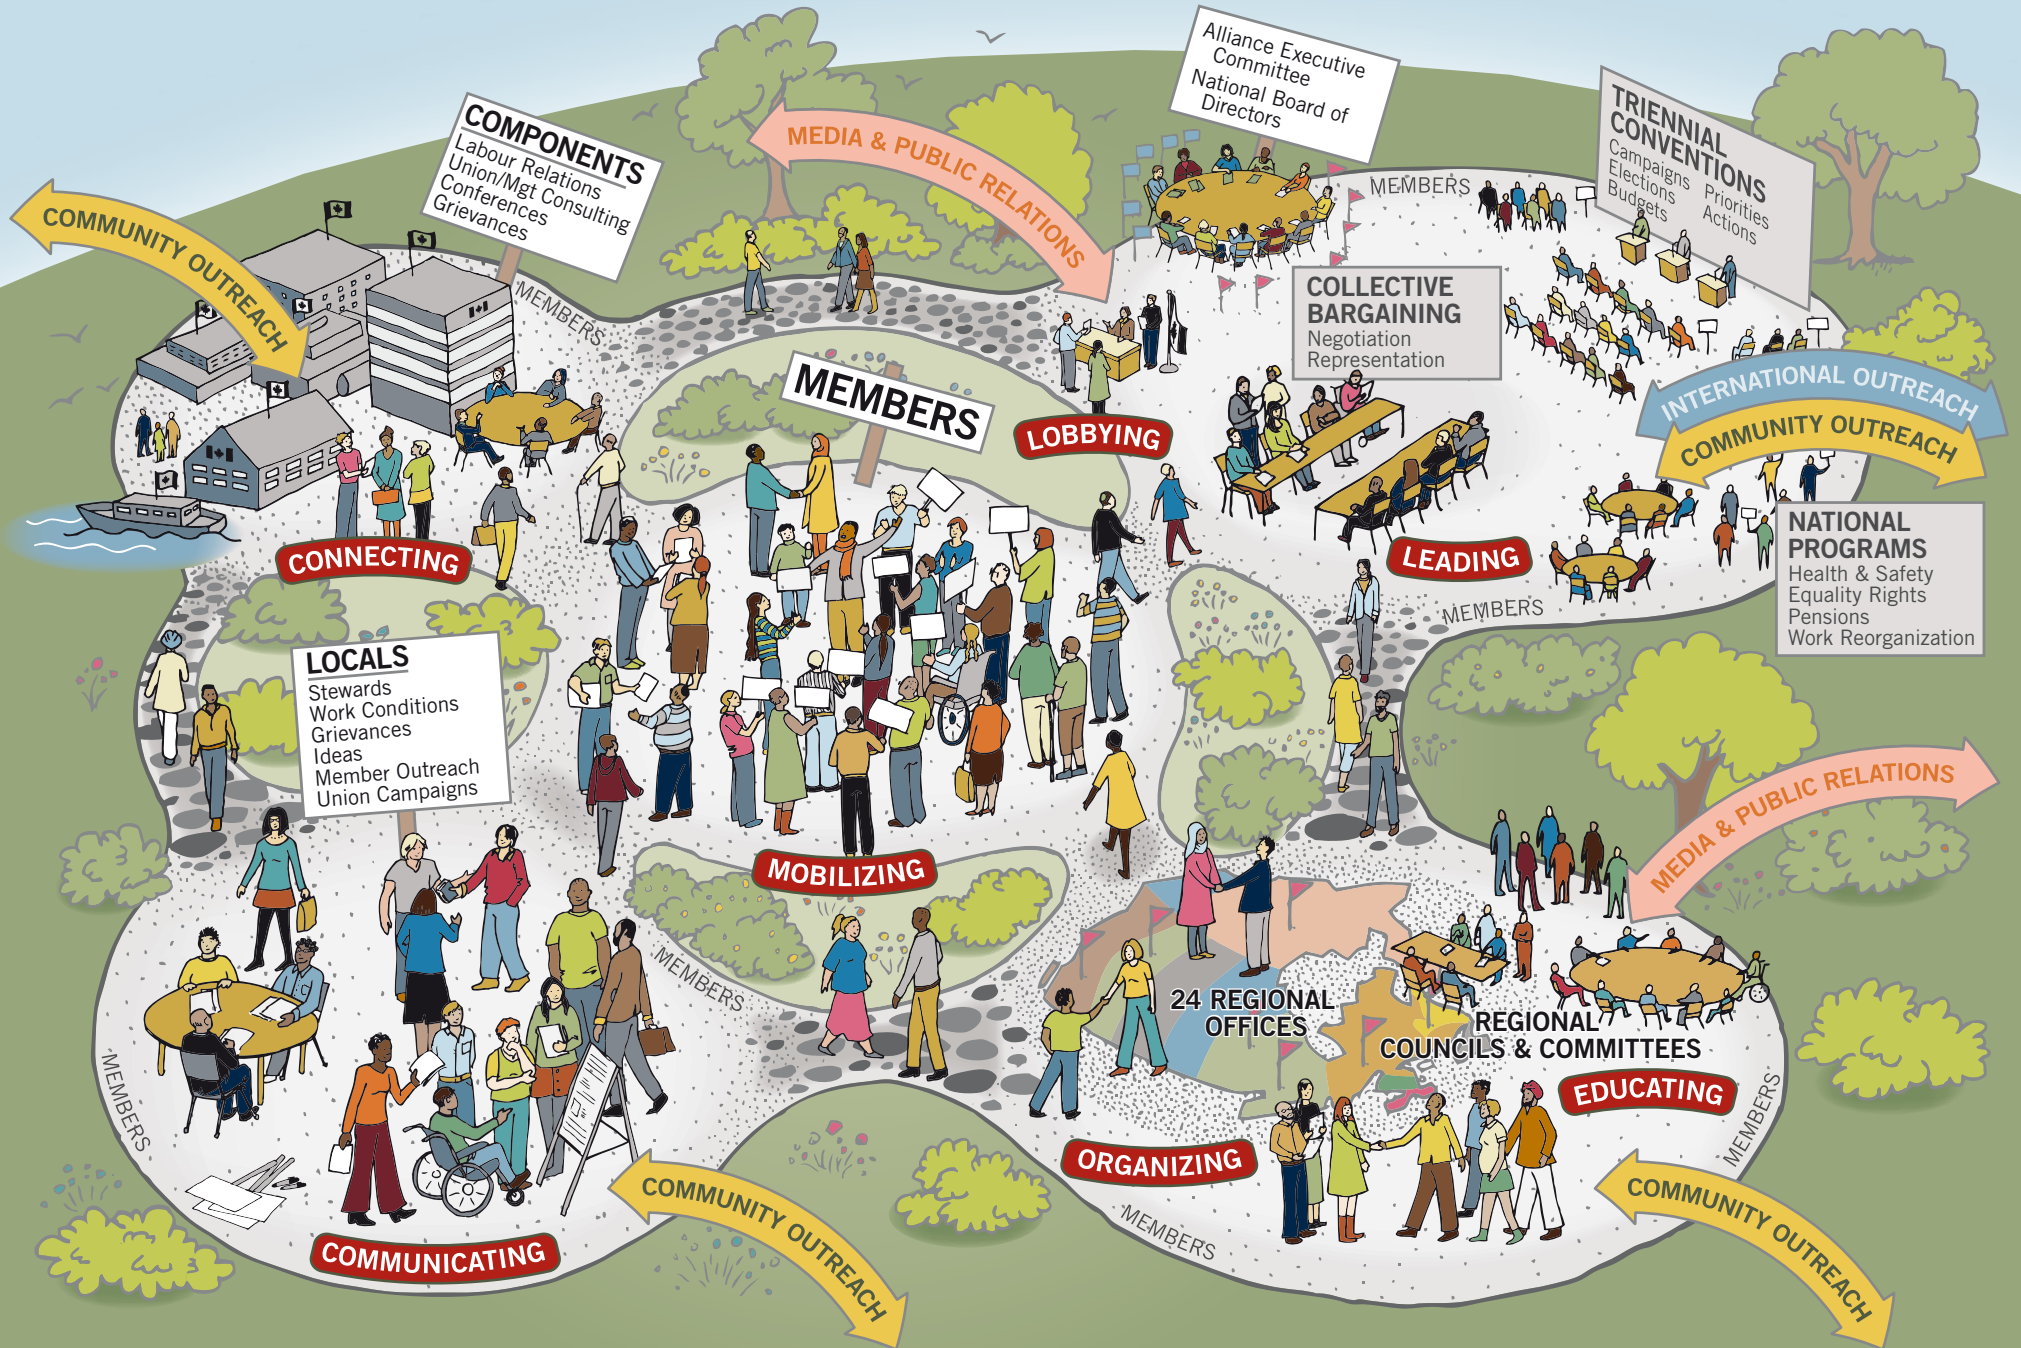 Alliance Executive
Committee
National Board of
Directors
TRIENNIAL
CONVENTIONS
Campaigns
Elections
Budgets
Priorities
Actions
COMPONENTS
Labour Relations
Union/Mgt Consulting
Conferences
Grievances
MEDIA & PUBLIC RELATIONS
MEMBERS
COMMUNITY OUTREACH
MEMBERS
COLLECTIVE
BARGAINING
Negotiation
Representation
MEMBERS
LOBBYING
INTERNATIONAL OUTREACH
COMMUNITY OUTREACH
CONNECTING
LEADING
NATIONAL
PROGRAMS
Health & Safety
Equality Rights
Pensions
Work Reorganization
MEMBERS
LOCALS
Stewards
Work Conditions
Grievances
Ideas
Member Outreach
Union Campaigns
MEDIA & PUBLIC RELATIONS
MOBILIZING
MEMBERS
24 REGIONAL
OFFICES
REGIONAL
COUNCILS & COMMITTEES
EDUCATING
MEMBERS
MEMBERS
ORGANIZING
COMMUNITY OUTREACH
COMMUNITY OUTREACH
MEMBERS
COMMUNICATING